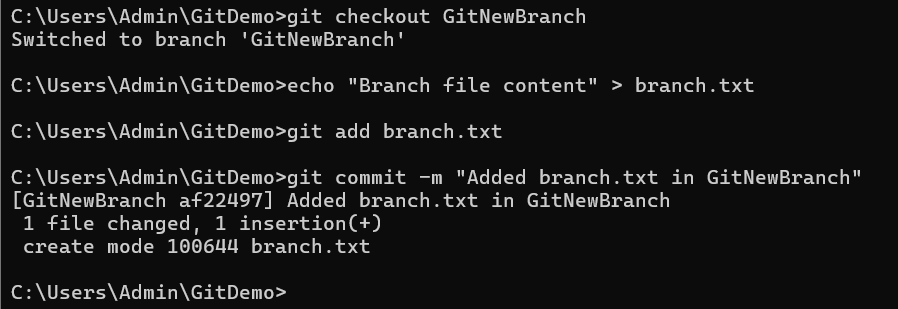 C:\Users\Admin\GitDemo>git checkout GitNewBranch
Switched to branch 'GitNewBranch'
C:\Users\Admin\GitDemo>echo "Branch file content" > branch.txt
C:\Users\Admin\GitDemo>git add branch.txt
C:\Users\Admin\GitDemo>git commit -m "Added branch.txt in GitNewBranch"
[GitNewBranch af22497] Added branch.txt in GitNewBranch
 1 file changed, 1 insertion(+)
 create mode 100644 branch.txt
C:\Users\Admin\GitDemo>